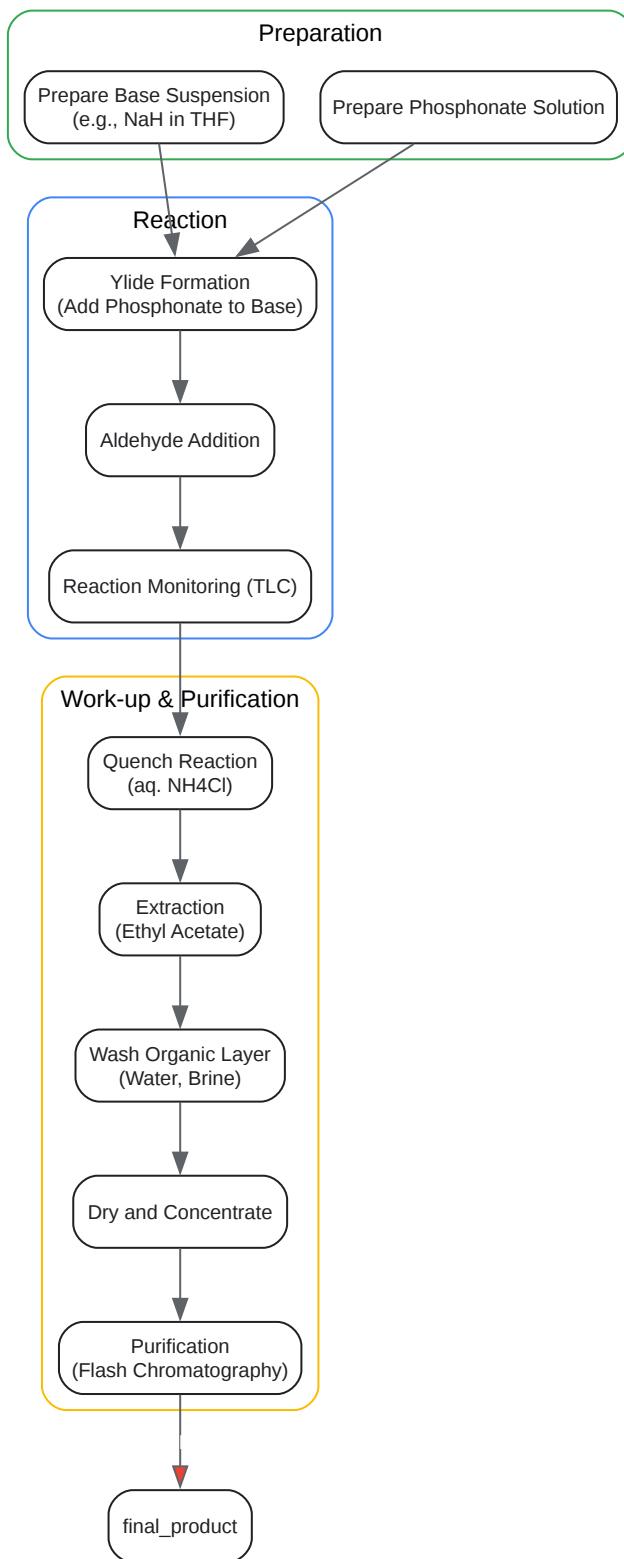 Preparation
Prepare Base Suspension
(e.g., NaH in THF)
Prepare Phosphonate Solution
Reaction
Ylide Formation
(Add Phosphonate to Base)
Aldehyde Addition
Reaction Monitoring (TLC)
Work-up & Purification
Quench Reaction
(aq. NH4Cl)
Extraction
(Ethyl Acetate)
Wash Organic Layer
(Water, Brine)
Dry and Concentrate
Purification
(Flash Chromatography)
final_product